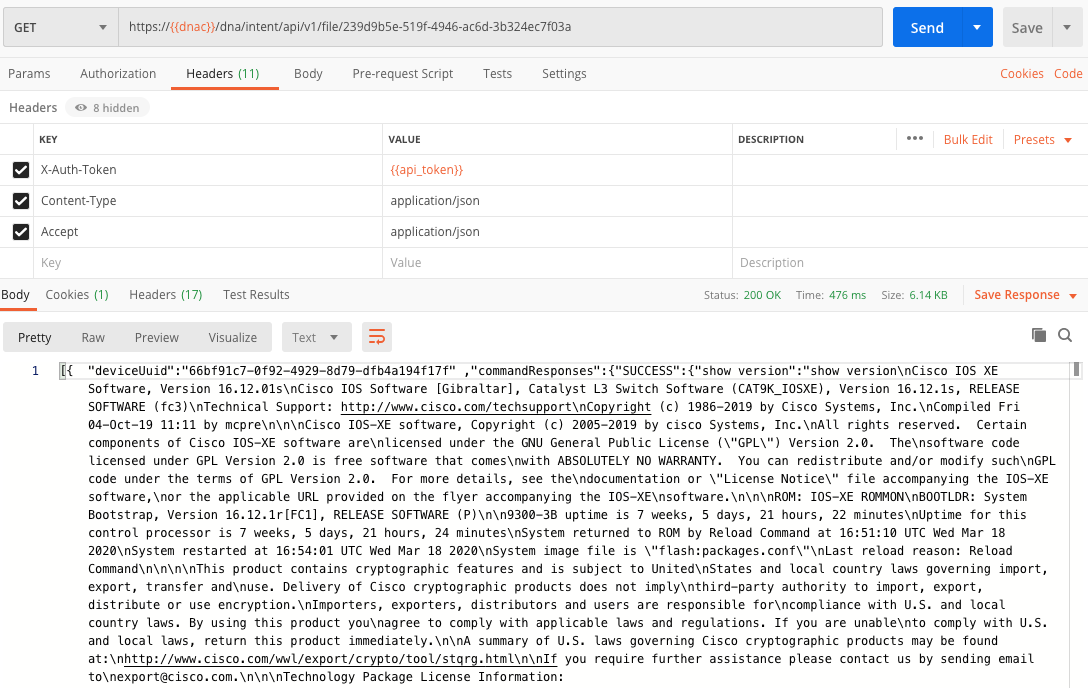 GET https://{{dnac}}/dna/intent/api/v1/file/239d9b5e-519f-4946-ac6d-3b324ec7f03a Send Save
Params Authorization Headers (11) Body Pre-request Script Tests Settings Cookies Code
Headers 8 hidden
KEY VALUE DESCRIPTION ••• Bulk Edit Presets
X-Auth-Token {{api_token}}
Content-Type application/json
Accept application/json
Key Value Description
Body Cookies (1) Headers (17) Test Results Status: 200 OK Time: 476 ms Size: 6.14 KB Save Response
Pretty Raw Preview Visualize Text
1 [{  "deviceUuid":"66bf91c7-0f92-4929-8d79-dfb4a194f17f" ,"commandResponses":{"SUCCESS":{"show version":"show version\nCisco IOS XE
Software, Version 16.12.01s\nCisco IOS Software [Gibraltar], Catalyst L3 Switch Software (CAT9K_IOSXE), Version 16.12.1s, RELEASE
SOFTWARE (fc3)\nTechnical Support: http://www.cisco.com/techsupport\nCopyright (c) 1986-2019 by Cisco Systems, Inc.\nCompiled Fri
04-Oct-19 11:11 by mcpre\n\n\nCisco IOS-XE software, Copyright (c) 2005-2019 by cisco Systems, Inc.\nAll rights reserved.  Certain
components of Cisco IOS-XE software are\nlicensed under the GNU General Public License (\"GPL\") Version 2.0.  The\nsoftware code
licensed under GPL Version 2.0 is free software that comes\nwith ABSOLUTELY NO WARRANTY.  You can redistribute and/or modify such\nGPL
code under the terms of GPL Version 2.0.  For more details, see the\ndocumentation or \"License Notice\" file accompanying the IOS-XE
software,\nor the applicable URL provided on the flyer accompanying the IOS-XE\nsoftware.\n\n\nROM: IOS-XE ROMMON\nBOOTLDR: System
Bootstrap, Version 16.12.1r[FC1], RELEASE SOFTWARE (P)\n\n9300-3B uptime is 7 weeks, 5 days, 21 hours, 22 minutes\nUptime for this
control processor is 7 weeks, 5 days, 21 hours, 24 minutes\nSystem returned to ROM by Reload Command at 16:51:10 UTC Wed Mar 18
2020\nSystem restarted at 16:54:01 UTC Wed Mar 18 2020\nSystem image file is \"flash:packages.conf\"\nLast reload reason: Reload
Command\n\n\n\nThis product contains cryptographic features and is subject to United\nStates and local country laws governing import,
export, transfer and\nuse. Delivery of Cisco cryptographic products does not imply\nthird-party authority to import, export,
distribute or use encryption.\nImporters, exporters, distributors and users are responsible for\ncompliance with U.S. and local
country laws. By using this product you\nagree to comply with applicable laws and regulations. If you are unable\nto comply with U.S.
and local laws, return this product immediately.\n\nA summary of U.S. laws governing Cisco cryptographic products may be found
at:\nhttp://www.cisco.com/wwl/export/crypto/tool/stqrg.html\n\nIf you require further assistance please contact us by sending email
to\nexport@cisco.com.\n\n\nTechnology Package License Information: